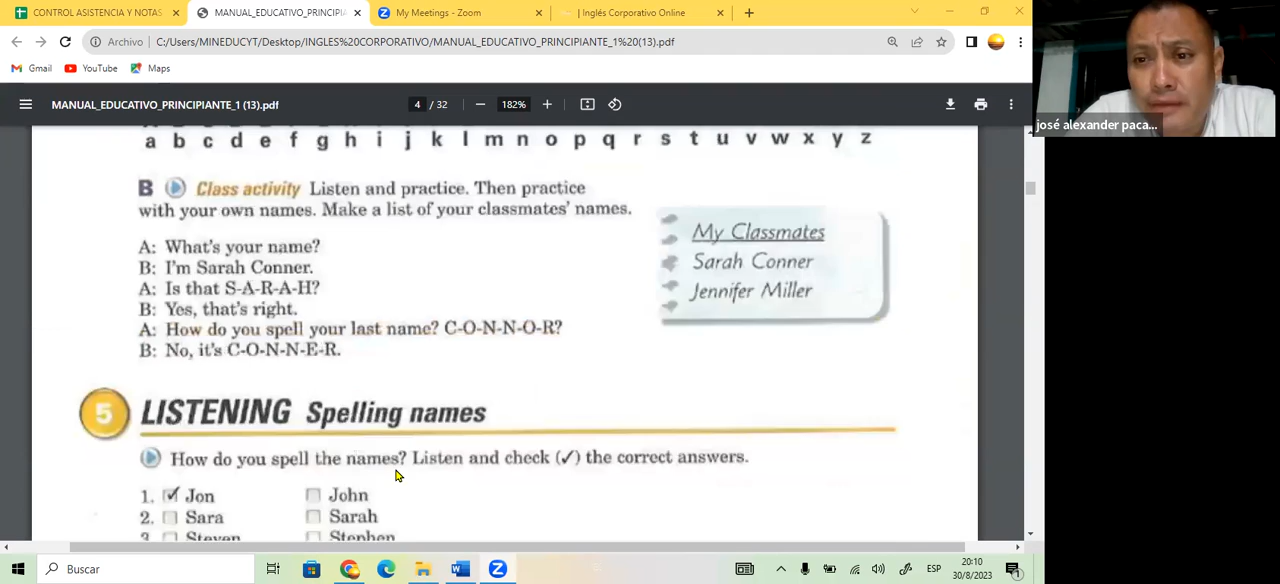 CONTROL ASISTENCIA Y NOTAS
MANUAL_EDUCATIVO_PRINCIPI
My Meetings - Zoom
| Inglés Corporativo Online
Archivo
C:/Users/MINEDUCYT/Desktop/INGLES%20CORPORATIVO/MANUAL_EDUCATIVO_PRINCIPIANTE_1%20(13).pdf
Gmail
YouTube
Maps
MANUAL_EDUCATIVO_PRINCIPIANTE_1 (13).pdf
4 / 32
182%
josé alexander paca...
a b c d e f g h i j k l m n o p q r s t u v w x y z
B Class activity Listen and practice. Then practice
with your own names. Make a list of your classmates' names.
A: What's your name?
B: I'm Sarah Conner.
A: Is that S-A-R-A-H?
B: Yes, that's right.
A: How do you spell your last name? C-O-N-N-O-R?
B: No, it's C-O-N-N-E-R.
My Classmates
Sarah Conner
Jennifer Miller
5 LISTENING Spelling names
How do you spell the names? Listen and check (✓) the correct answers.
1. ✓ Jon John
2. Sara Sarah
3. Steven Stephen
Buscar
ESP
20:10
30/8/2023
1